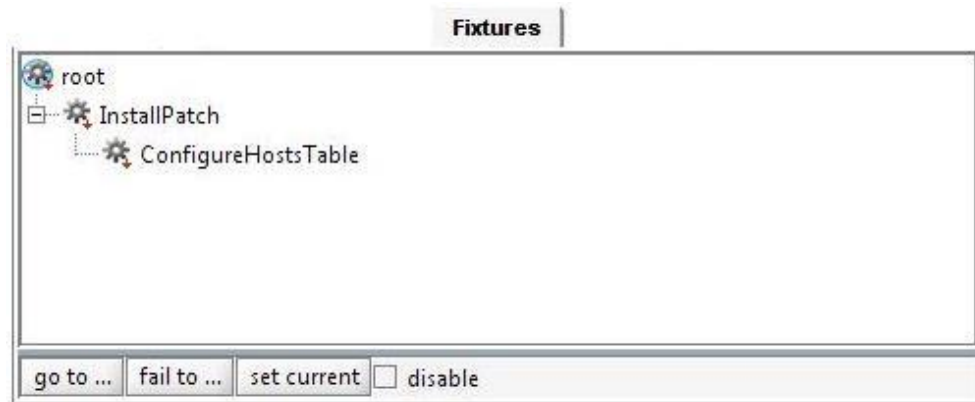 Fixtures
root
InstallPatch
ConfigureHostsTable
go to ... fail to ... set current disable